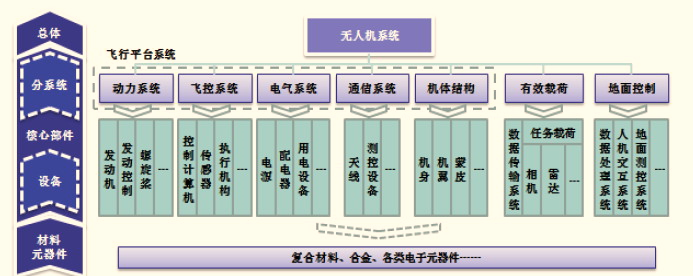 总体
分系统
核心部件
设备
材料
元器件
无人机系统
飞行平台系统
动力系统
飞控系统
电气系统
通信系统
机体结构
有效载荷
地面控制
发动机
发动控制
螺旋桨
---
控制计算机
传感器
执行机构
---
电源
配电器
用电设备
---
天线
测控设备
---
机身
机翼
蒙皮
---
数据传输系统
任务载荷
相机
雷达
---
数据处理系统
人机交互系统
地面测控系统
---
复合材料、合金、各类电子元器件------